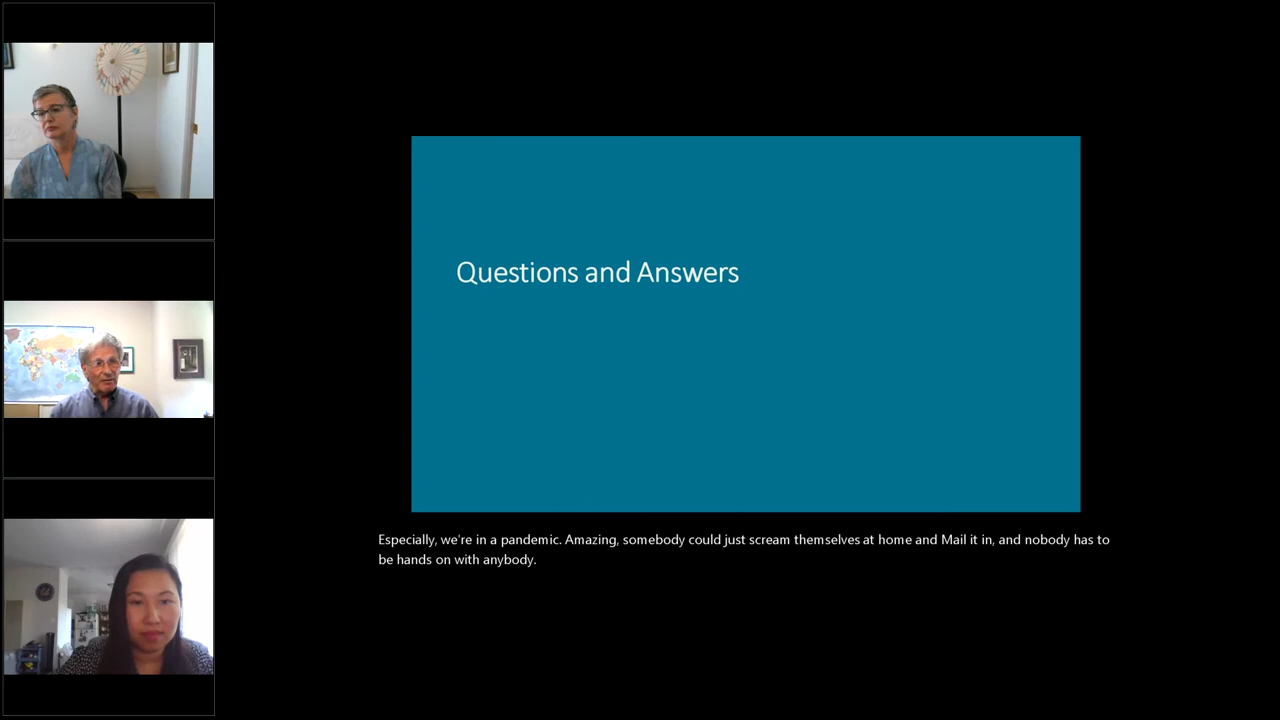 Questions and Answers
Especially, we're in a pandemic. Amazing, somebody could just scream themselves at home and Mail it in, and nobody has to
be hands on with anybody.